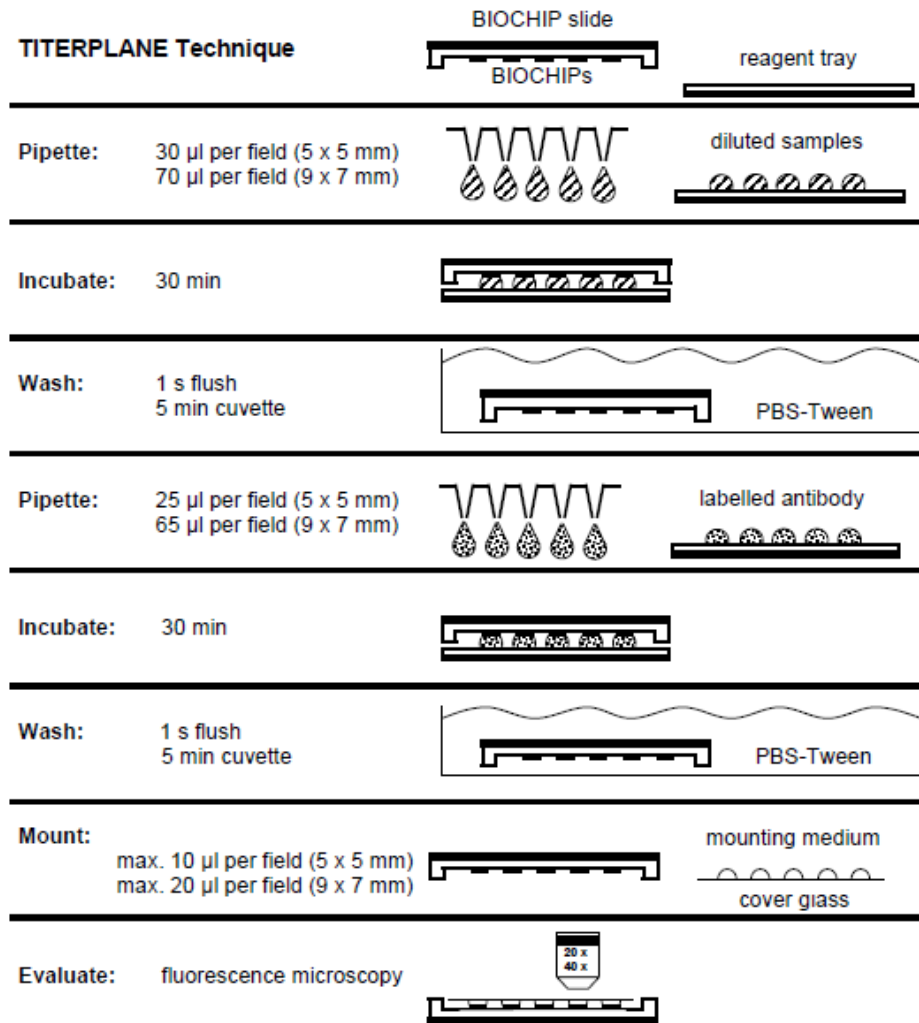 BIOCHIP slide
TITERPLANE Technique
BIOCHIPs
reagent tray
Pipette: 30 µl per field (5 x 5 mm)
70 µl per field (9 x 7 mm)
diluted samples
Incubate: 30 min
Wash: 1 s flush
5 min cuvette
PBS-Tween
Pipette: 25 µl per field (5 x 5 mm)
65 µl per field (9 x 7 mm)
labelled antibody
Incubate: 30 min
Wash: 1 s flush
5 min cuvette
PBS-Tween
Mount:
max. 10 µl per field (5 x 5 mm)
max. 20 µl per field (9 x 7 mm)
mounting medium
cover glass
20 x
40 x
Evaluate: fluorescence microscopy